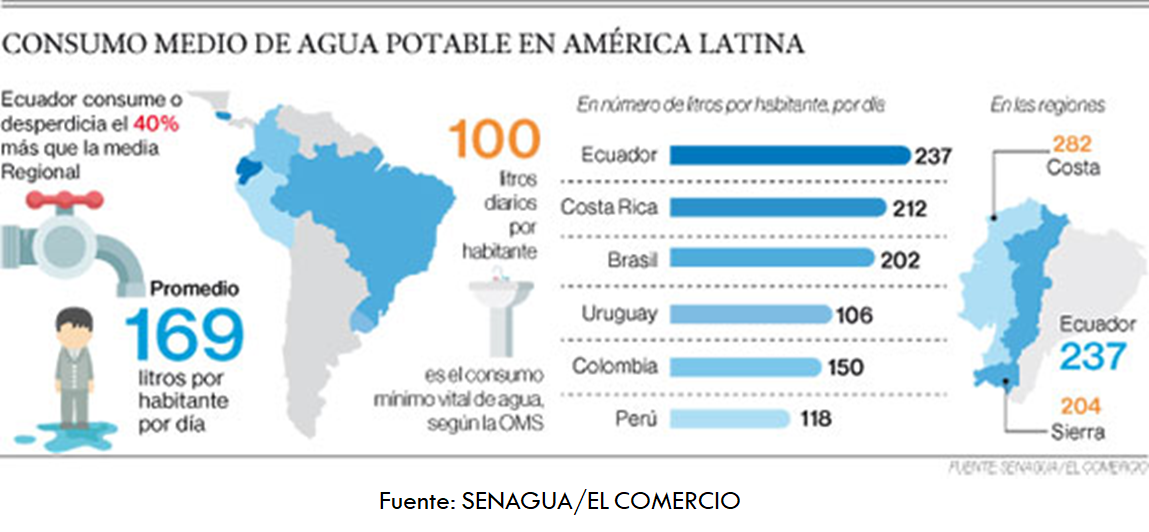 CONSUMO MEDIO DE AGUA POTABLE EN AMÉRICA LATINA
Ecuador consume o
desperdicia el 40%
más que la media
Regional
Promedio
169
litros por
habitante
por día
100
litros
diarios
por
habitante
es el consumo
mínimo vital de agua,
según la OMS
En número de litros por habitante, por día
Ecuador 237
Costa Rica 212
Brasil 202
Uruguay 106
Colombia 150
Perú 118
En las regiones
282
Costa
Ecuador
237
204
Sierra
FUENTE: SENAGUA / EL COMERCIO
Fuente: SENAGUA/EL COMERCIO